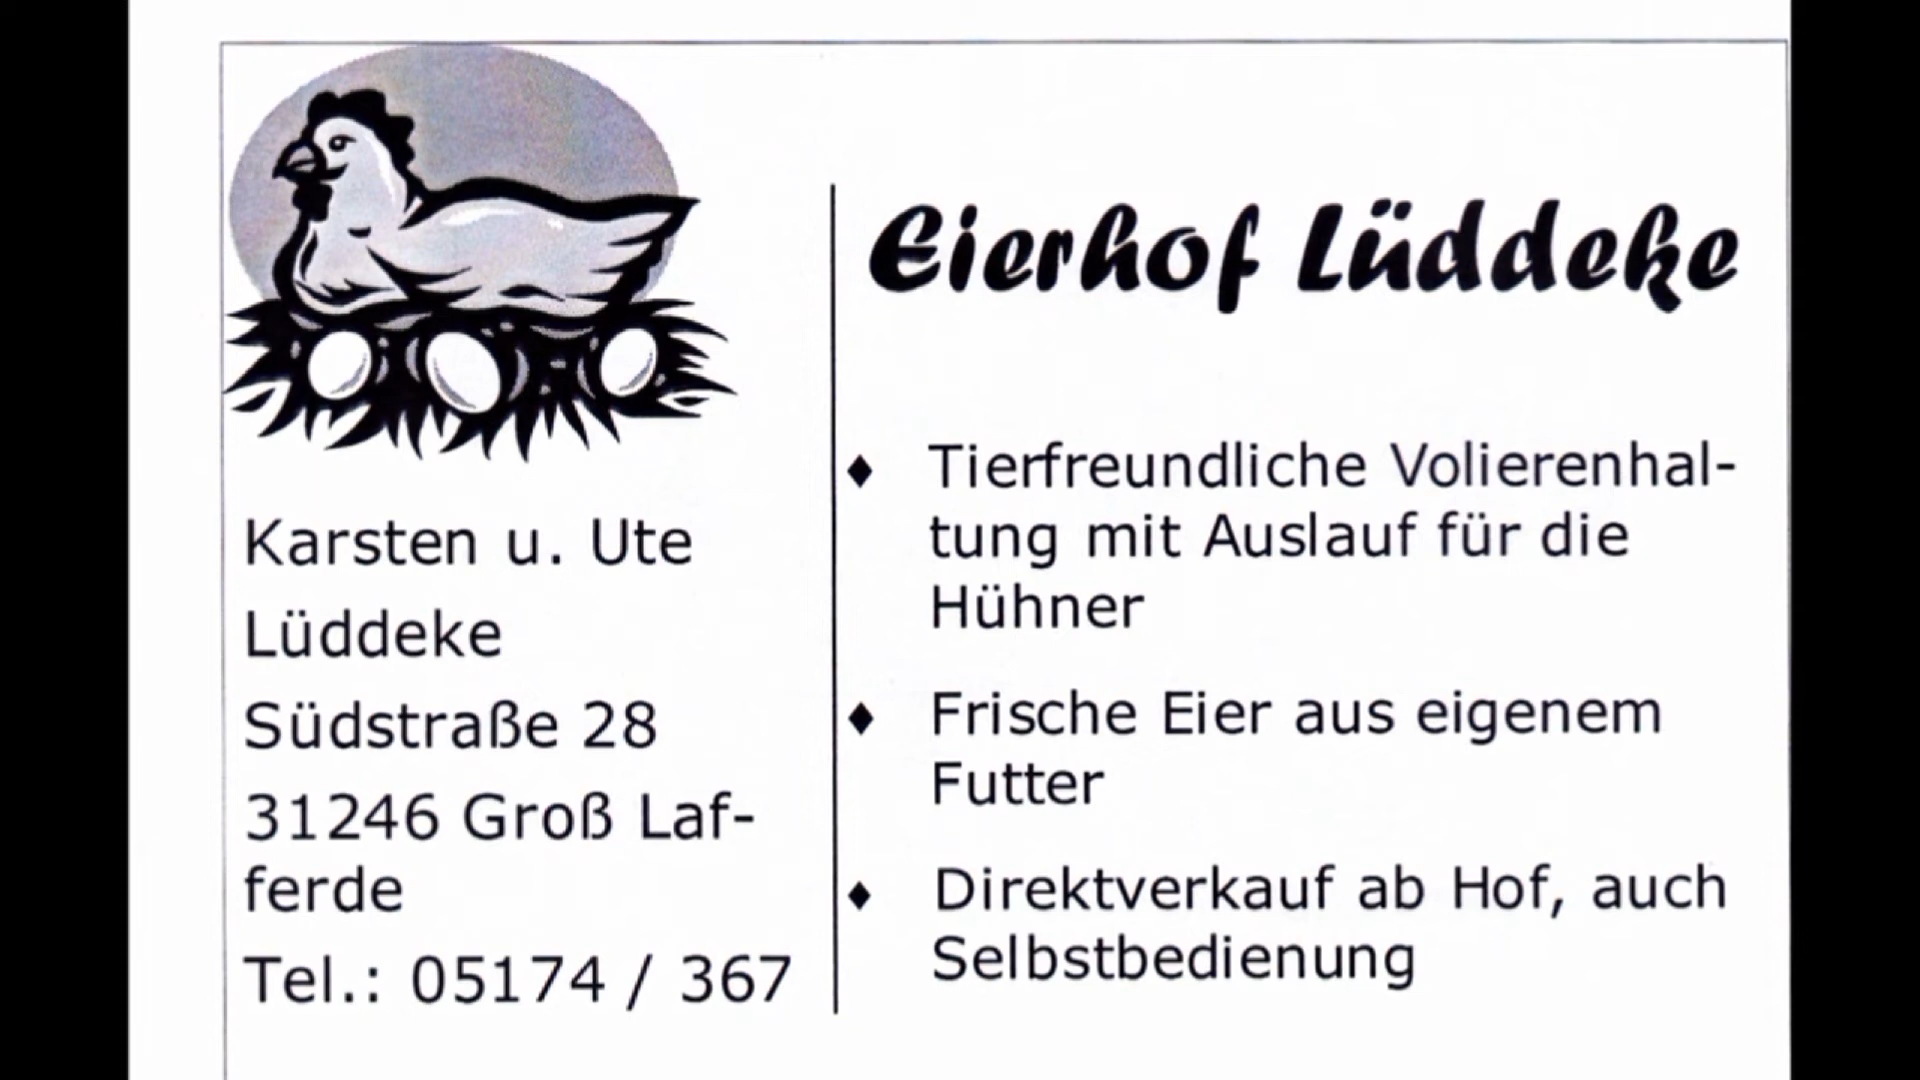 Eierhof Lüddeke
Karsten u. Ute
Lüddeke
Südstraße 28
31246 Groß Laf-
ferde
Tel.: 05174 / 367
♦ Tierfreundliche Volierenhal-
tung mit Auslauf für die
Hühner
♦ Frische Eier aus eigenem
Futter
♦ Direktverkauf ab Hof, auch
Selbstbedienung